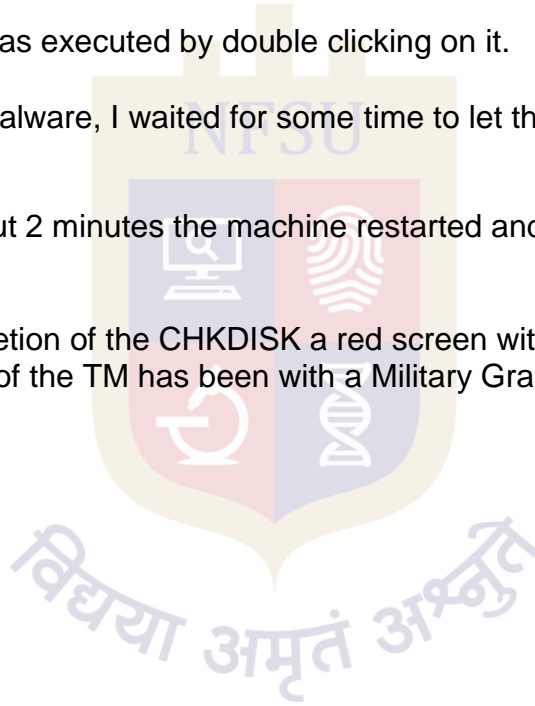 as executed by double clicking on it.
alware, I waited for some time to let th
NFSU
ut 2 minutes the machine restarted and
etion of the CHKDISK a red screen wit
of the TM has been with a Military Gra
विद्यया अमृतं अश्नुते